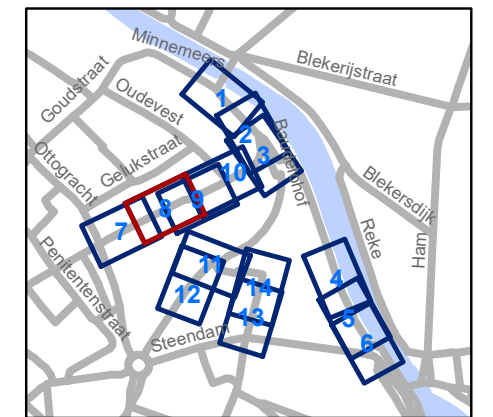 Minnemeers
Blekerijstraat
Goudstraat
Oudevest
1
2
Baudelohof
3
Gelukstraat
10
Ottogracht
9
8
7
Blekersdijk
Reke
Ham
Penitentenstraat
11
12
14
13
4
5
6
Steendam